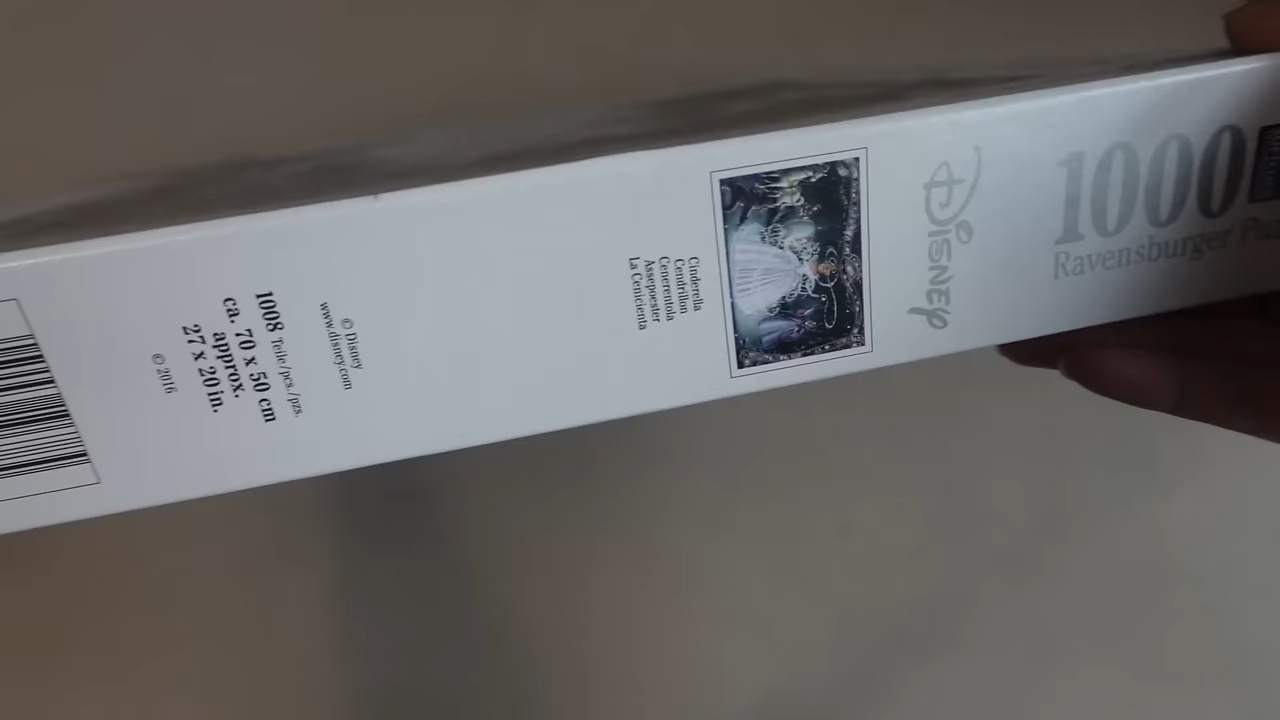 1000
Ravensburger
Disney
Cinderella
Cendrillon
Cenerentola
Assepoester
La Cenicienta
© Disney
www.disney.com
1008 Teile/pcs./pzs.
ca. 70 x 50 cm
approx.
27 x 20 in.
© 2016